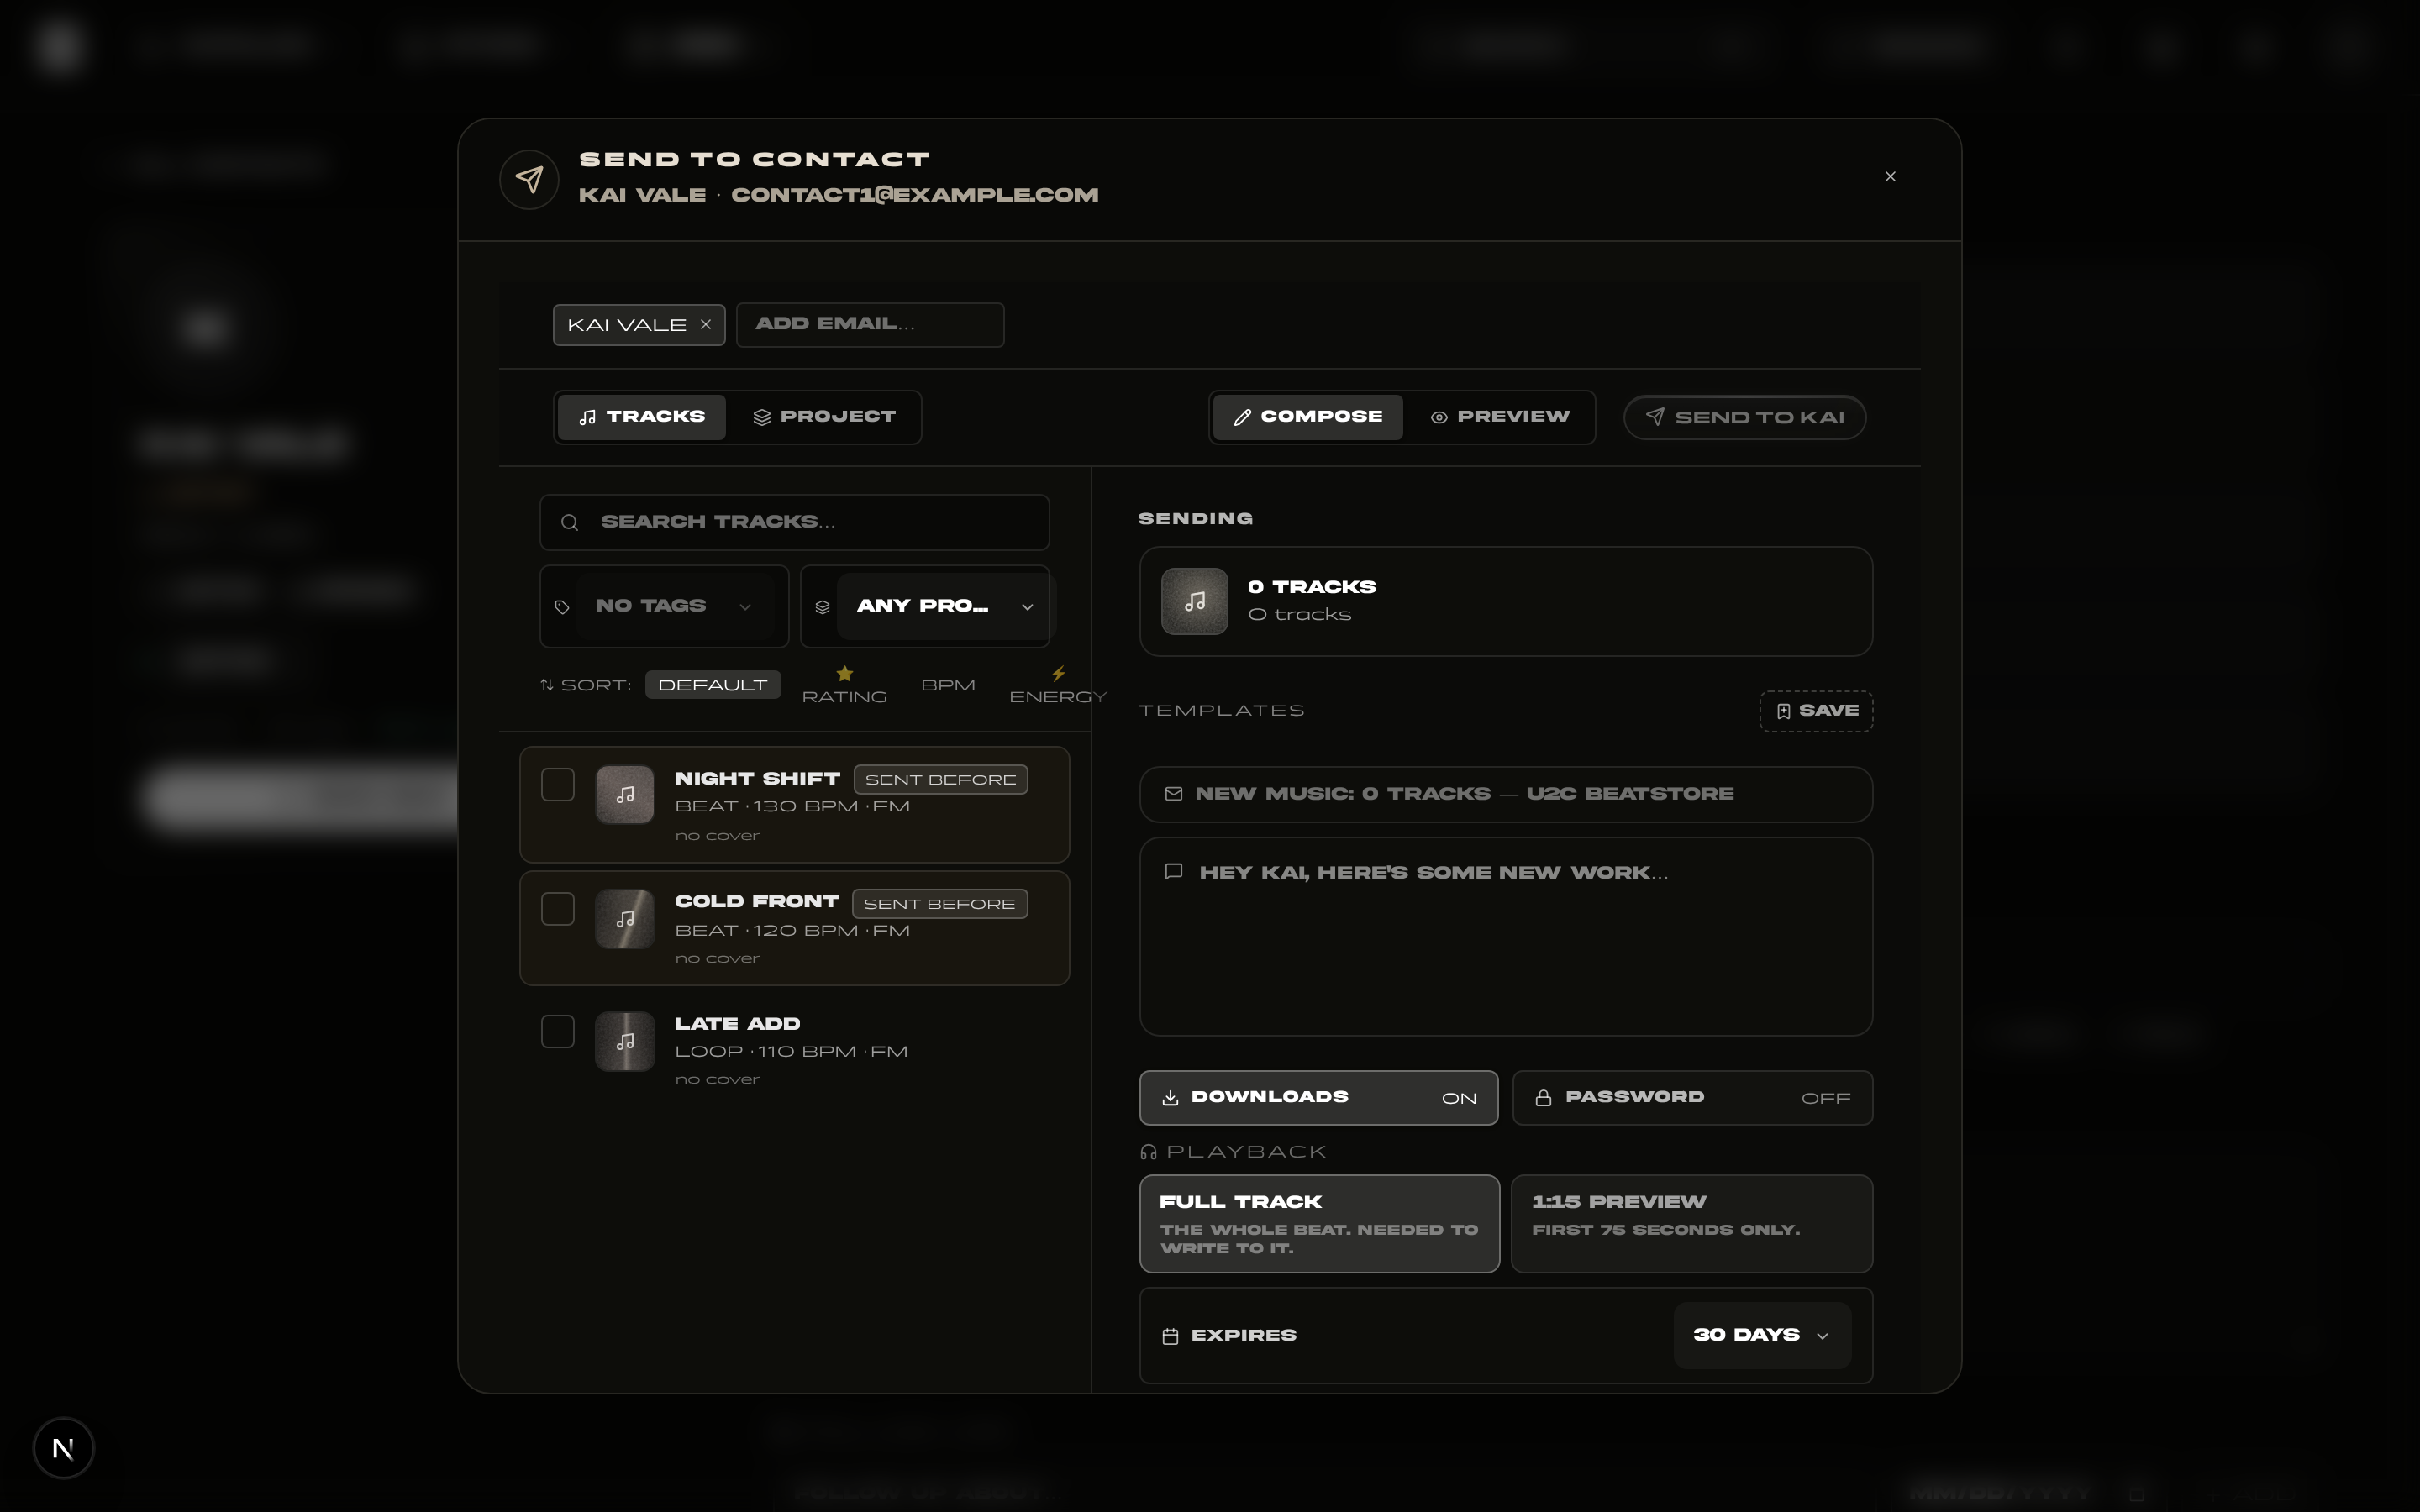 SEND TO CONTACT
KAI VALE · CONTACT1@EXAMPLE.COM
KAI VALE
ADD EMAIL...
TRACKS
PROJECT
COMPOSE
PREVIEW
SEND TO KAI
SEARCH TRACKS...
NO TAGS
ANY PRO...
SORT:
DEFAULT
RATING
BPM
ENERGY
NIGHT SHIFT
SENT BEFORE
BEAT · 130 BPM · FM
no cover
COLD FRONT
SENT BEFORE
BEAT · 120 BPM · FM
no cover
LATE ADD
LOOP · 110 BPM · FM
no cover
SENDING
0 TRACKS
0 tracks
TEMPLATES
SAVE
NEW MUSIC: 0 TRACKS — U2C BEATSTORE
HEY KAI, HERE'S SOME NEW WORK...
DOWNLOADS
ON
PASSWORD
OFF
PLAYBACK
FULL TRACK
THE WHOLE BEAT. NEEDED TO
WRITE TO IT.
1:15 PREVIEW
FIRST 75 SECONDS ONLY.
EXPIRES
30 DAYS
N